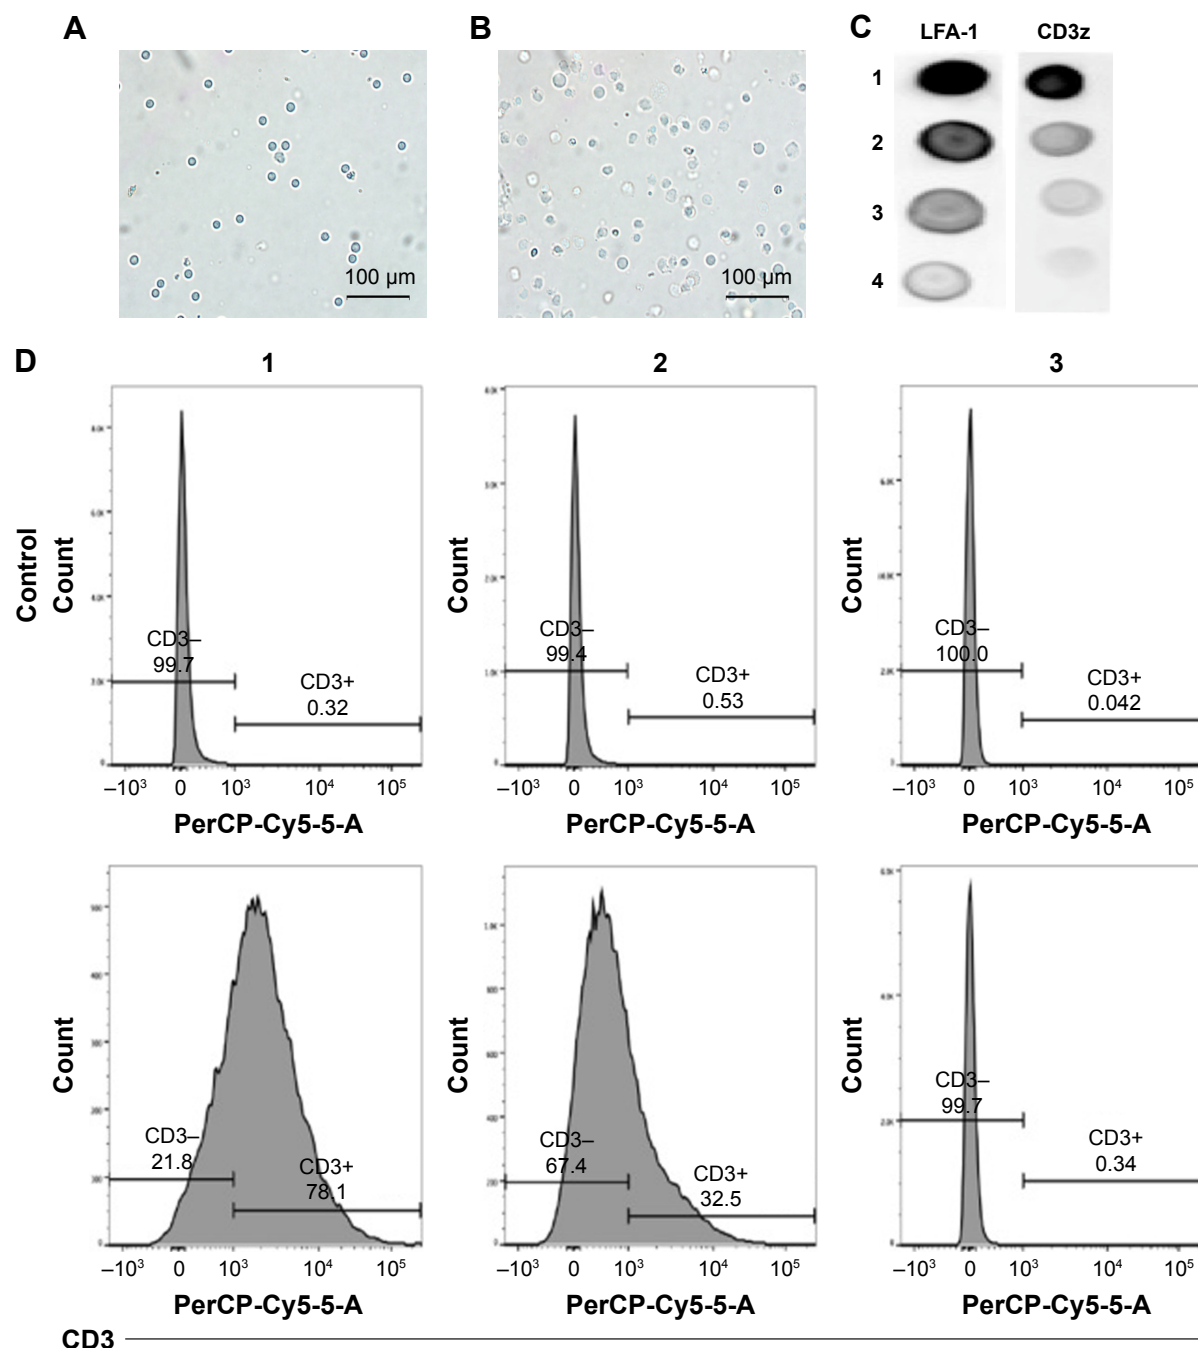 A
B
C
LFA-1
CD3z
1
2
3
4
100 µm
100 µm
D
1
2
3
Control
Count
CD3–
99.7
CD3+
0.32
0
–10³ 0 10³ 10⁴ 10⁵
PerCP-Cy5-5-A
Count
CD3–
99.4
CD3+
0.53
0
–10³ 0 10³ 10⁴ 10⁵
PerCP-Cy5-5-A
Count
CD3–
100.0
CD3+
0.042
–10³ 0 10³ 10⁴ 10⁵
PerCP-Cy5-5-A
Count
CD3–
21.8
CD3+
78.1
0
–10³ 0 10³ 10⁴ 10⁵
PerCP-Cy5-5-A
Count
CD3–
67.4
CD3+
32.5
0
–10³ 0 10³ 10⁴ 10⁵
PerCP-Cy5-5-A
Count
CD3–
99.7
CD3+
0.34
–10³ 0 10³ 10⁴ 10⁵
PerCP-Cy5-5-A
CD3